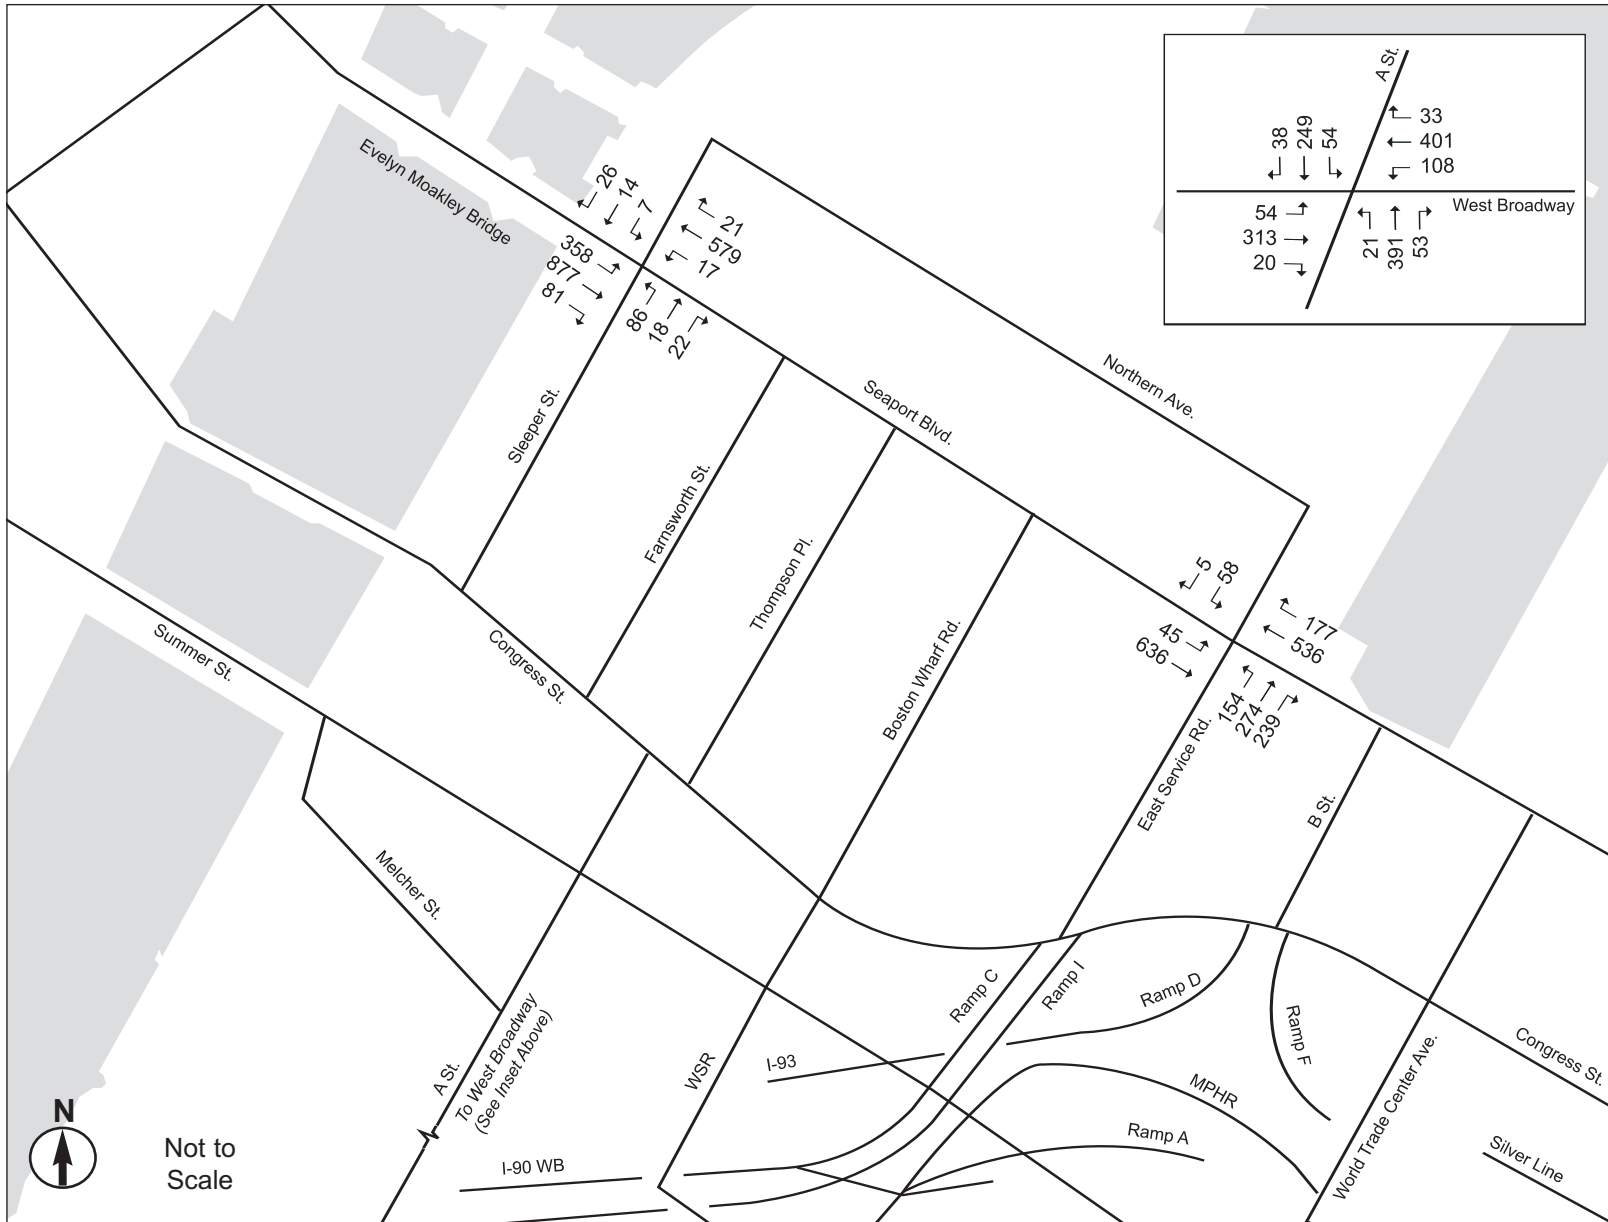 A St.
38
249
54
33
401
108
West Broadway
54
313
20
21
391
53
Evelyn Moakley Bridge
26
14
7
358
877
81
21
579
17
86
18
22
Northern Ave.
Seaport Blvd.
Sleeper St.
Farnsworth St.
Thompson Pl.
Boston Wharf Rd.
5
58
45
636
177
536
154
274
239
East Service Rd.
B St.
Summer St.
Congress St.
Melcher St.
A St.
To West Broadway
(See Inset Above)
WSR
I-93
I-90 WB
Ramp C
Ramp I
Ramp D
Ramp F
MPHR
Ramp A
World Trade Center Ave.
Congress St.
Silver Line
N
Not to
Scale